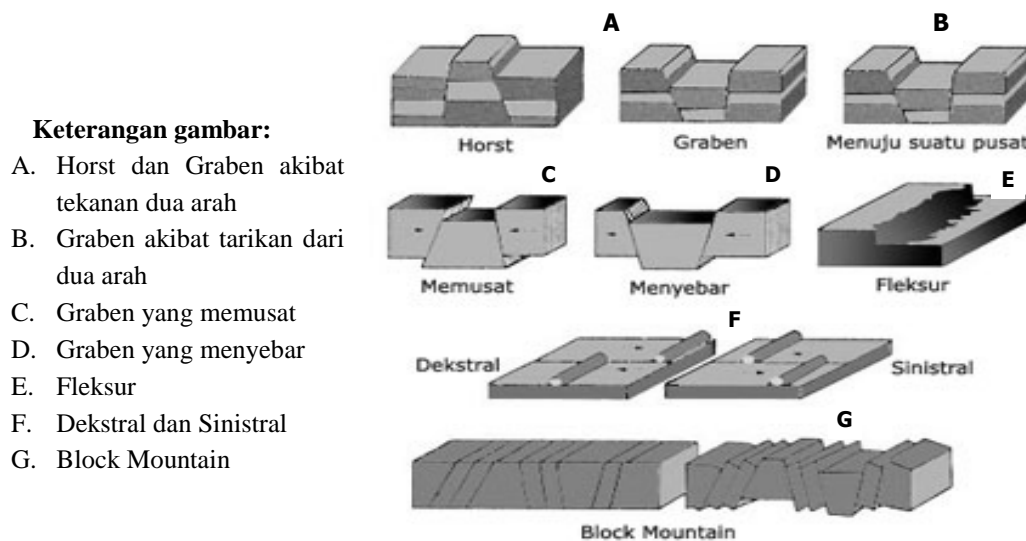 Keterangan gambar:
A. Horst dan Graben akibat
tekanan dua arah
B. Graben akibat tarikan dari
dua arah
C. Graben yang memusat
D. Graben yang menyebar
E. Fleksur
F. Dekstral dan Sinistral
G. Block Mountain
A
B
Horst
Graben
Menuju suatu pusat
C
D
E
Memusat
Menyebar
Fleksur
F
Dekstral
Sinistral
G
Block Mountain